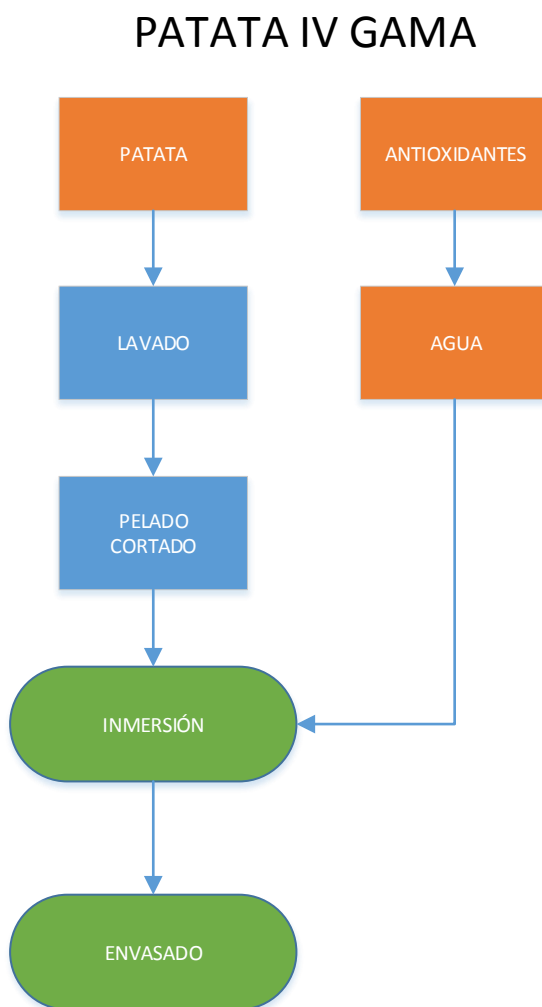 PATATA IV GAMA
PATATA
ANTIOXIDANTES
LAVADO
AGUA
PELADO
CORTADO
INMERSIÓN
ENVASADO